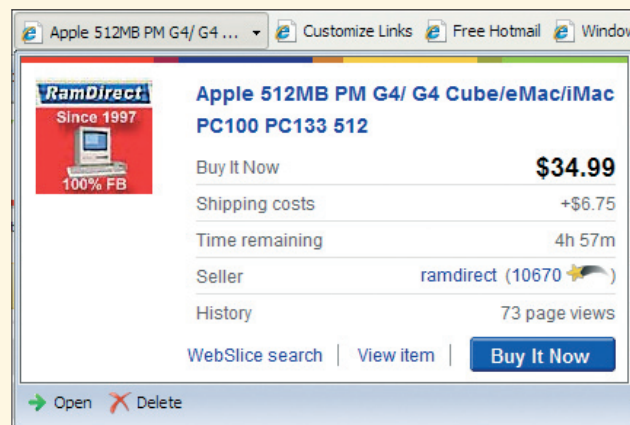 Apple 512MB PM G4/ G4 ...
Customize Links
Free Hotmail
Window
RamDirect
Since 1997
100% FB
Apple 512MB PM G4/ G4 Cube/eMac/iMac
PC100 PC133 512
Buy It Now
$34.99
Shipping costs
+$6.75
Time remaining
4h 57m
Seller
ramdirect (10670 )
History
73 page views
WebSlice search
View item
Buy It Now
Open
Delete